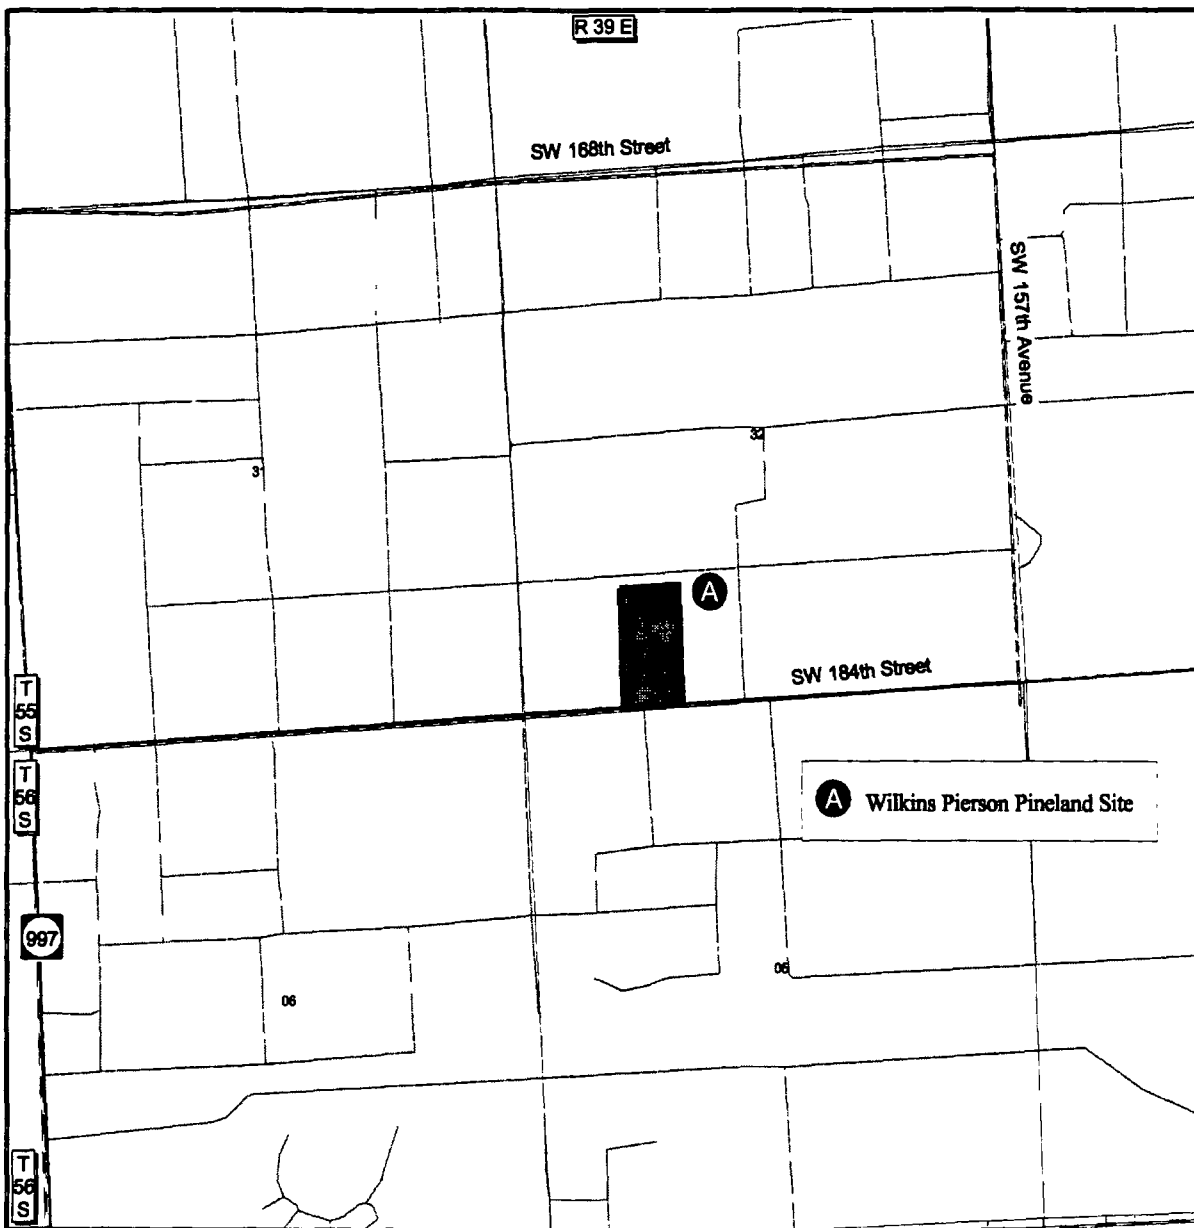 R 39 E
SW 168th Street
SW 157th Avenue
32
31
A
SW 184th Street
T
55
S
T
56
S
A Wilkins Pierson Pineland Site
997
05
06
T
56
S